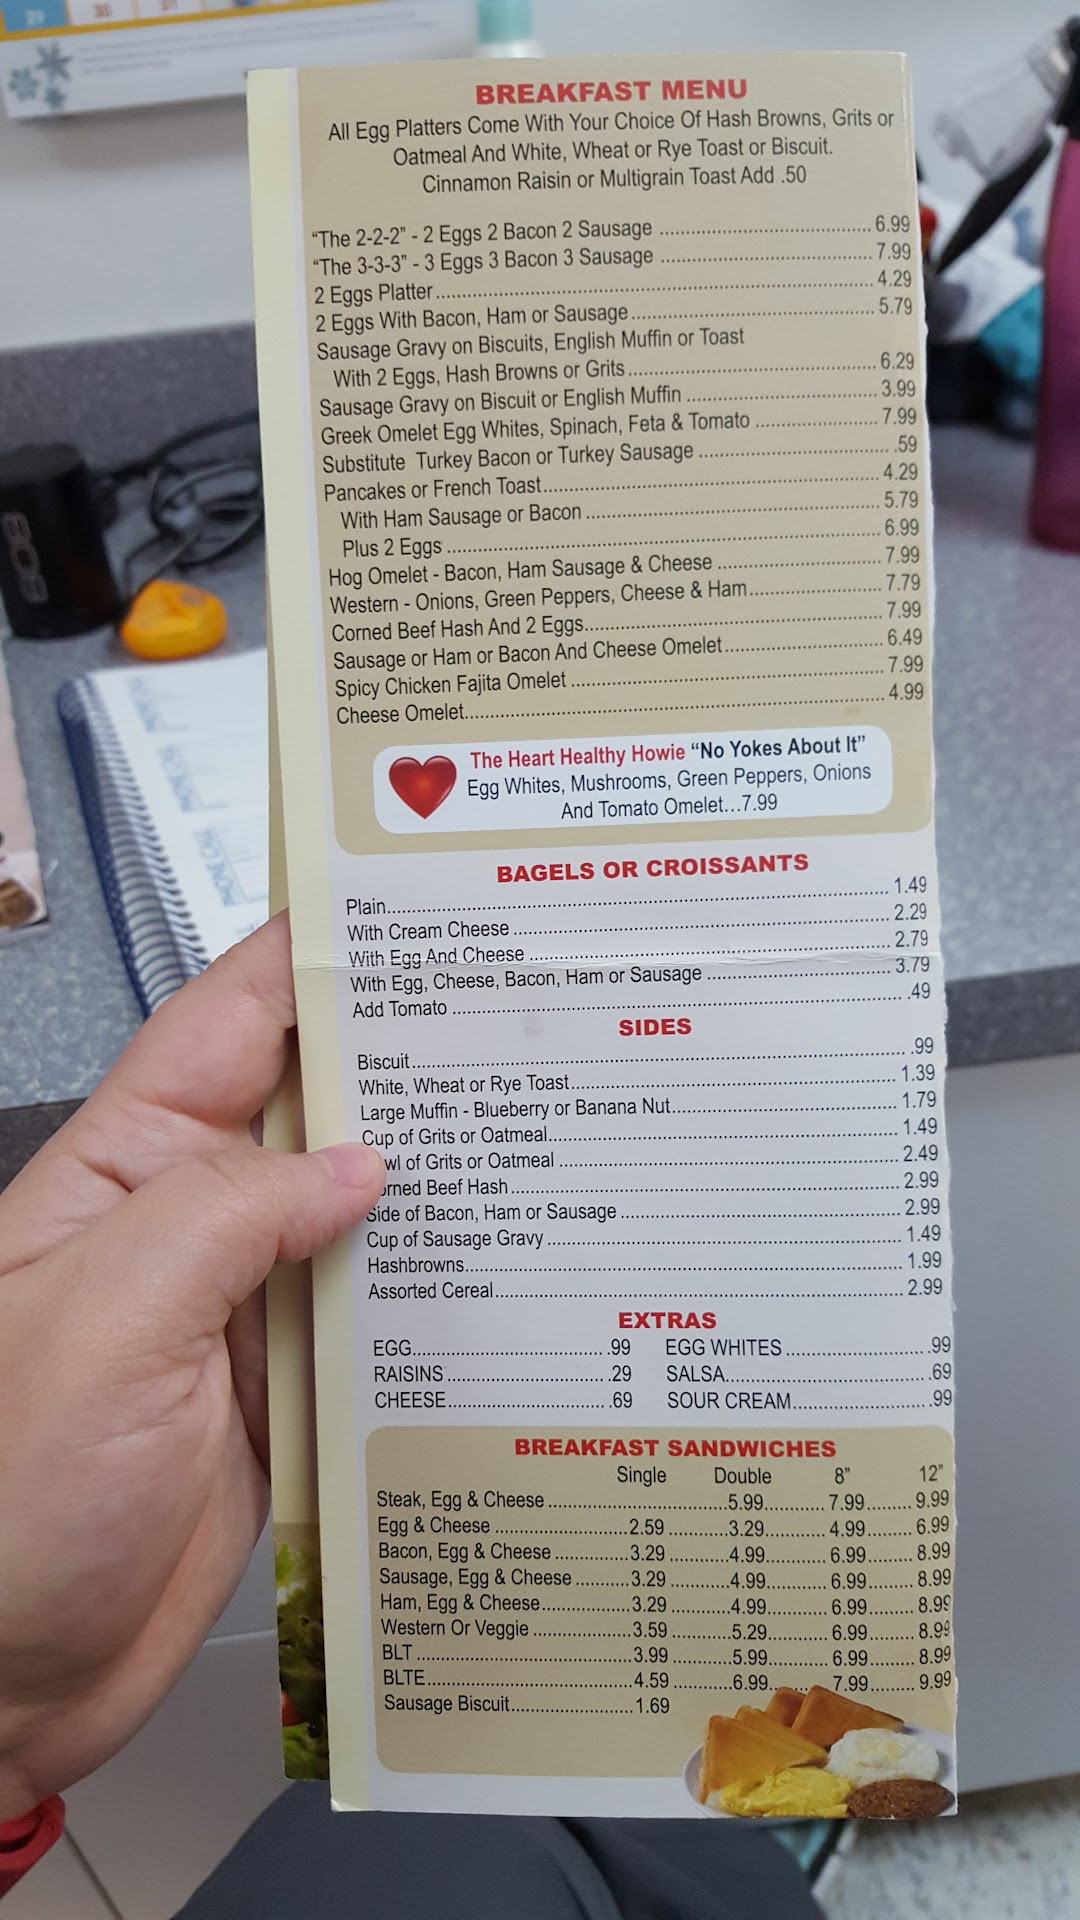 29 30 31
BREAKFAST MENU
All Egg Platters Come With Your Choice Of Hash Browns, Grits or
Oatmeal And White, Wheat or Rye Toast or Biscuit.
Cinnamon Raisin or Multigrain Toast Add .50
"The 2-2-2" - 2 Eggs 2 Bacon 2 Sausage 6.99
"The 3-3-3" - 3 Eggs 3 Bacon 3 Sausage 7.99
2 Eggs Platter 4.29
2 Eggs With Bacon, Ham or Sausage 5.79
Sausage Gravy on Biscuits, English Muffin or Toast
With 2 Eggs, Hash Browns or Grits 6.29
Sausage Gravy on Biscuit or English Muffin 3.99
Greek Omelet Egg Whites, Spinach, Feta & Tomato 7.99
Substitute Turkey Bacon or Turkey Sausage .59
Pancakes or French Toast 4.29
With Ham Sausage or Bacon 5.79
Plus 2 Eggs 6.99
Hog Omelet - Bacon, Ham Sausage & Cheese 7.99
Western - Onions, Green Peppers, Cheese & Ham 7.79
Corned Beef Hash And 2 Eggs 7.99
Sausage or Ham or Bacon And Cheese Omelet 6.49
Spicy Chicken Fajita Omelet 7.99
Cheese Omelet 4.99
The Heart Healthy Howie "No Yokes About It"
Egg Whites, Mushrooms, Green Peppers, Onions
And Tomato Omelet...7.99
BAGELS OR CROISSANTS
Plain 1.49
With Cream Cheese 2.29
With Egg And Cheese 2.79
With Egg, Cheese, Bacon, Ham or Sausage 3.79
Add Tomato .49
SIDES
Biscuit .99
White, Wheat or Rye Toast 1.39
Large Muffin - Blueberry or Banana Nut 1.79
Cup of Grits or Oatmeal 1.49
wl of Grits or Oatmeal 2.49
rned Beef Hash 2.99
Side of Bacon, Ham or Sausage 2.99
Cup of Sausage Gravy 1.49
Hashbrowns 1.99
Assorted Cereal 2.99
EXTRAS
EGG .99 EGG WHITES .99
RAISINS .29 SALSA .69
CHEESE .69 SOUR CREAM .99
BREAKFAST SANDWICHES
Single Double 8" 12"
Steak, Egg & Cheese 5.99 7.99 9.99
Egg & Cheese 2.59 3.29 4.99 6.99
Bacon, Egg & Cheese 3.29 4.99 6.99 8.99
Sausage, Egg & Cheese 3.29 4.99 6.99 8.99
Ham, Egg & Cheese 3.29 4.99 6.99 8.99
Western Or Veggie 3.59 5.29 6.99 8.99
BLT 3.99 5.99 6.99 8.99
BLTE 4.59 6.99 7.99 9.99
Sausage Biscuit 1.69